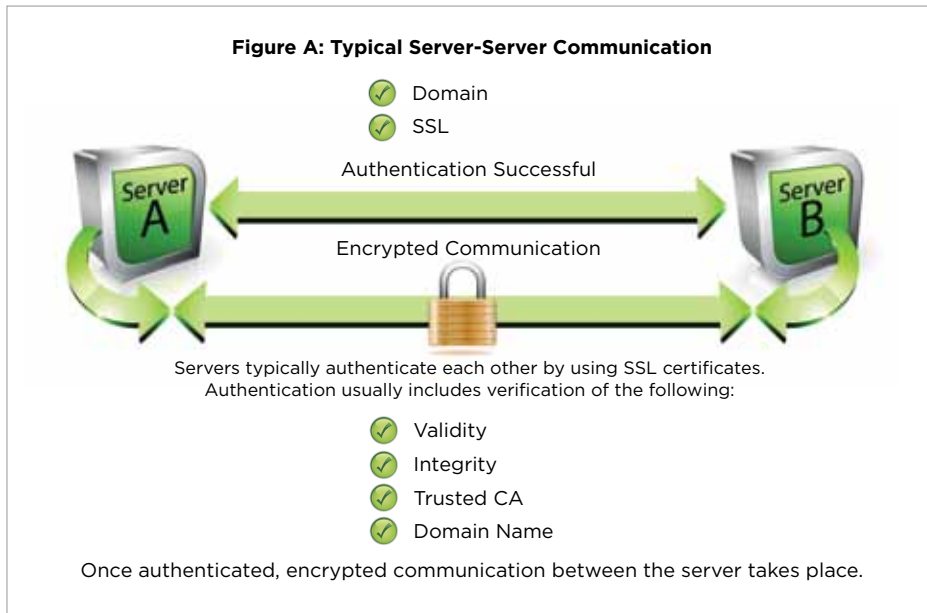 Figure A: Typical Server-Server Communication
Domain
SSL
Authentication Successful
Server
A
Server
B
Encrypted Communication
Servers typically authenticate each other by using SSL certificates.
Authentication usually includes verification of the following:
Validity
Integrity
Trusted CA
Domain Name
Once authenticated, encrypted communication between the server takes place.